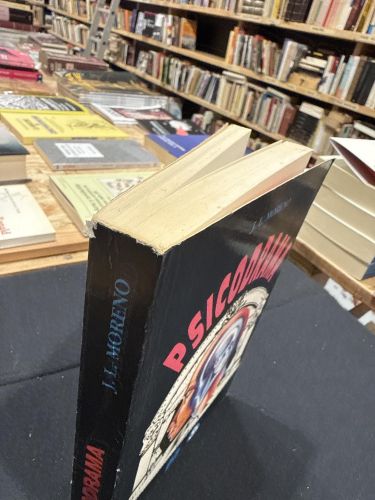 J. L. MORENO
PSICODRAMA
J. L. MORENO
ODRAMA